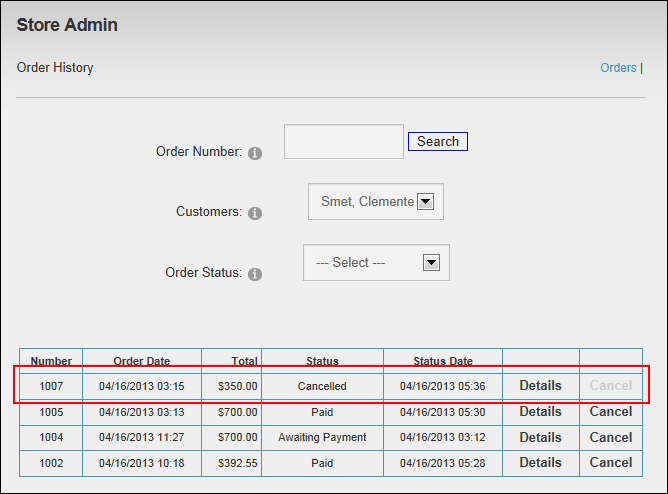 Store Admin
Order History
Orders |
Order Number:
Search
Customers:
Smet, Clemente
Order Status:
--- Select ---
Number Order Date Total Status Status Date
1007 04/16/2013 03:15 $350.00 Cancelled 04/16/2013 05:36 Details Cancel
1005 04/16/2013 03:13 $700.00 Paid 04/16/2013 05:30 Details Cancel
1004 04/16/2013 11:27 $700.00 Awaiting Payment 04/16/2013 03:12 Details Cancel
1002 04/16/2013 10:18 $392.55 Paid 04/16/2013 05:28 Details Cancel